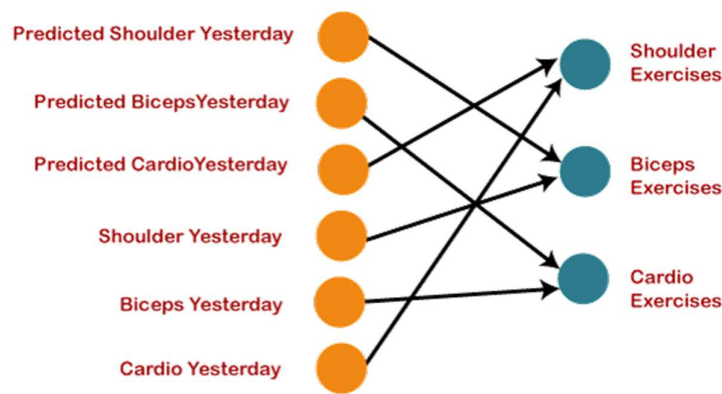 Predicted Shoulder Yesterday
Predicted BicepsYesterday
Predicted CardioYesterday
Shoulder Yesterday
Biceps Yesterday
Cardio Yesterday
Shoulder
Exercises
Biceps
Exercises
Cardio
Exercises